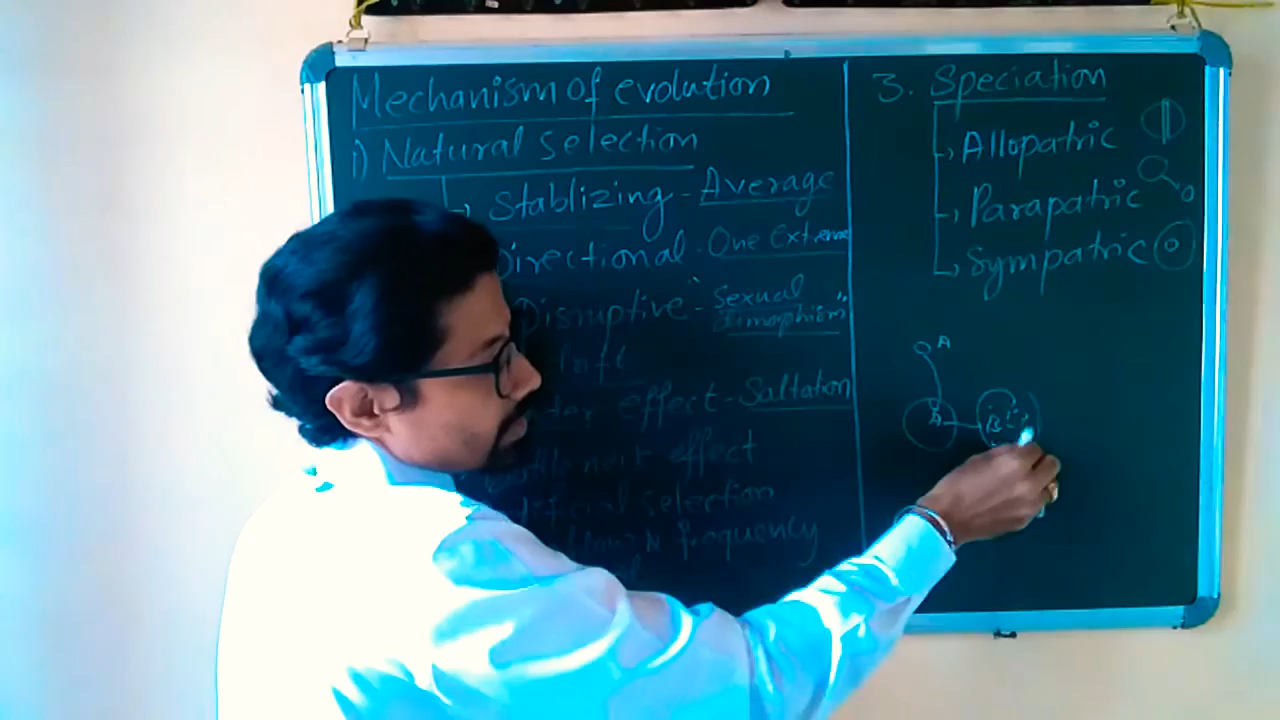 Mechanism of evolution
i) Natural selection
Stablizing - Average
Directional - One Extreme
Disruptive - "Sexual
dimorphism"
effect - Saltation
effect
selection
frequency
3. Speciation
Allopatric
Parapatric
Sympatric
A
A
B